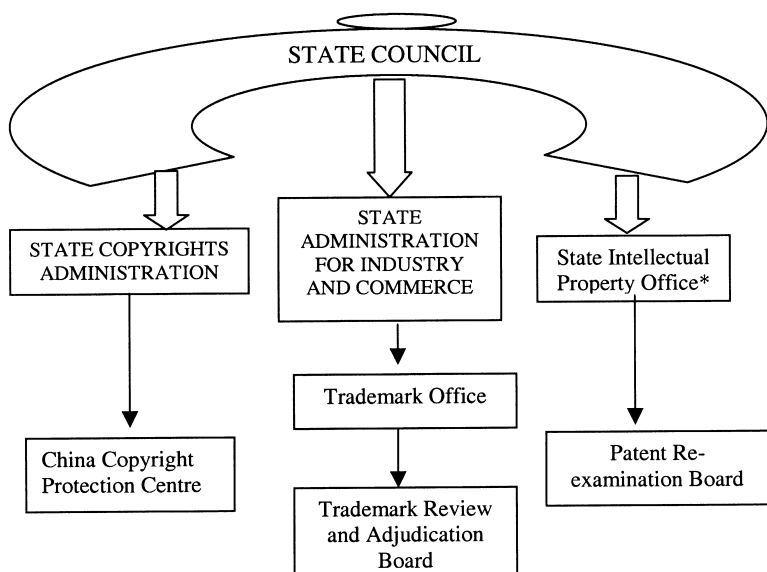 STATE COUNCIL
STATE COPYRIGHTS
ADMINISTRATION
STATE
ADMINISTRATION
FOR INDUSTRY
AND COMMERCE
State Intellectual
Property Office*
Trademark Office
China Copyright
Protection Centre
Patent Re-
examination Board
Trademark Review
and Adjudication
Board